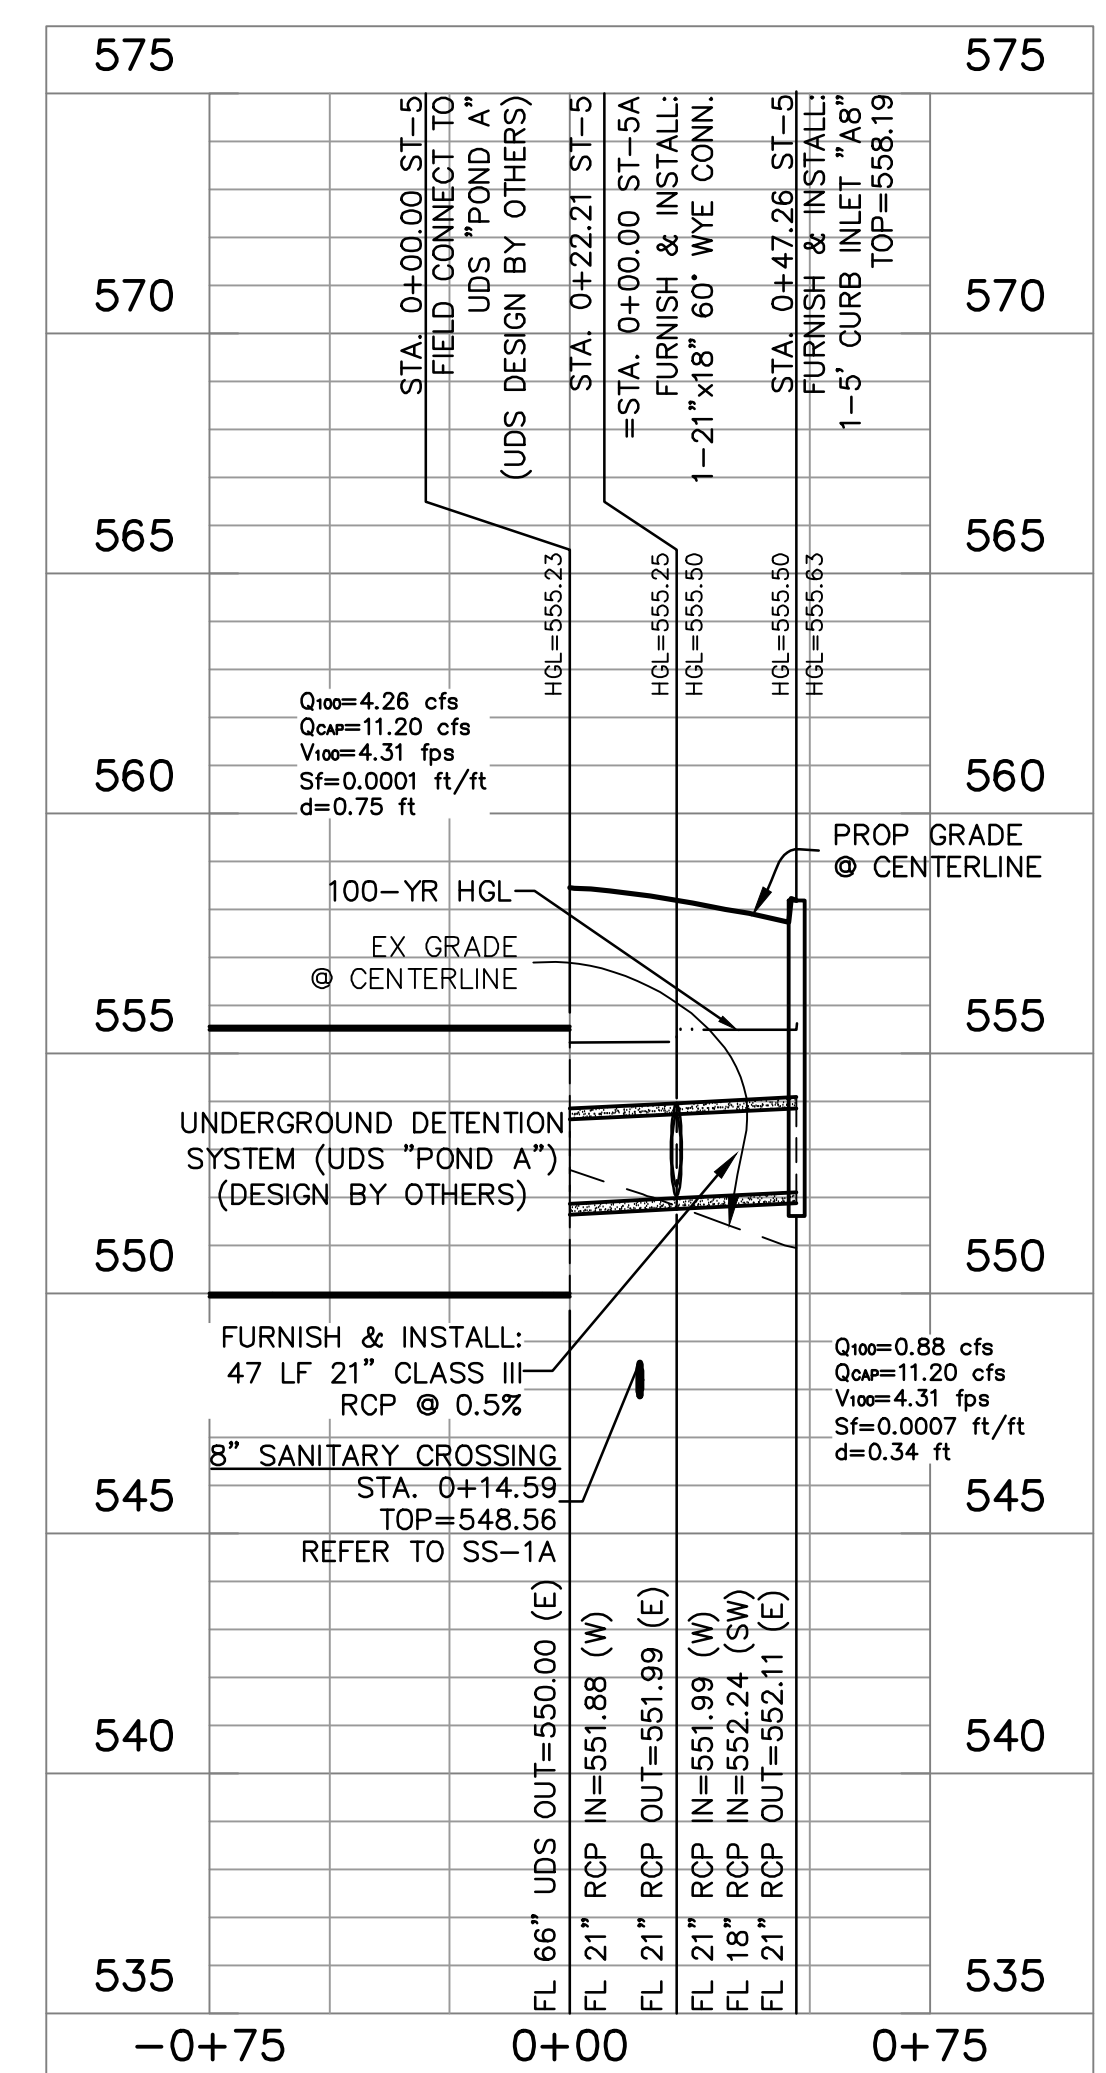 575
575
STA. 0+00.00 ST-5
FIELD CONNECT TO
UDS "POND A"
(UDS DESIGN BY OTHERS)
STA. 0+22.21 ST-5
=STA. 0+00.00 ST-5A
FURNISH & INSTALL:
1-21"x18" 60° WYE CONN.
STA. 0+47.26 ST-5
FURNISH & INSTALL:
1-5' CURB INLET "A8"
TOP=558.19
570
570
565
565
HGL=555.23
HGL=555.25
HGL=555.50
HGL=555.50
HGL=555.63
Q100=4.26 cfs
QCAP=11.20 cfs
V100=4.31 fps
Sf=0.0001 ft/ft
d=0.75 ft
560
560
PROP GRADE
@ CENTERLINE
100-YR HGL
EX GRADE
@ CENTERLINE
555
555
UNDERGROUND DETENTION
SYSTEM (UDS "POND A")
(DESIGN BY OTHERS)
550
550
FURNISH & INSTALL:
47 LF 21" CLASS III
RCP @ 0.5%
Q100=0.88 cfs
QCAP=11.20 cfs
V100=4.31 fps
Sf=0.0007 ft/ft
d=0.34 ft
8" SANITARY CROSSING
STA. 0+14.59
TOP=548.56
REFER TO SS-1A
545
545
FL 66" UDS OUT=550.00 (E)
FL 21" RCP IN=551.88 (W)
FL 21" RCP OUT=551.99 (E)
FL 21" RCP IN=551.99 (W)
FL 18" RCP IN=552.24 (SW)
FL 21" RCP OUT=552.11 (E)
540
540
535
535
-0+75
0+00
0+75